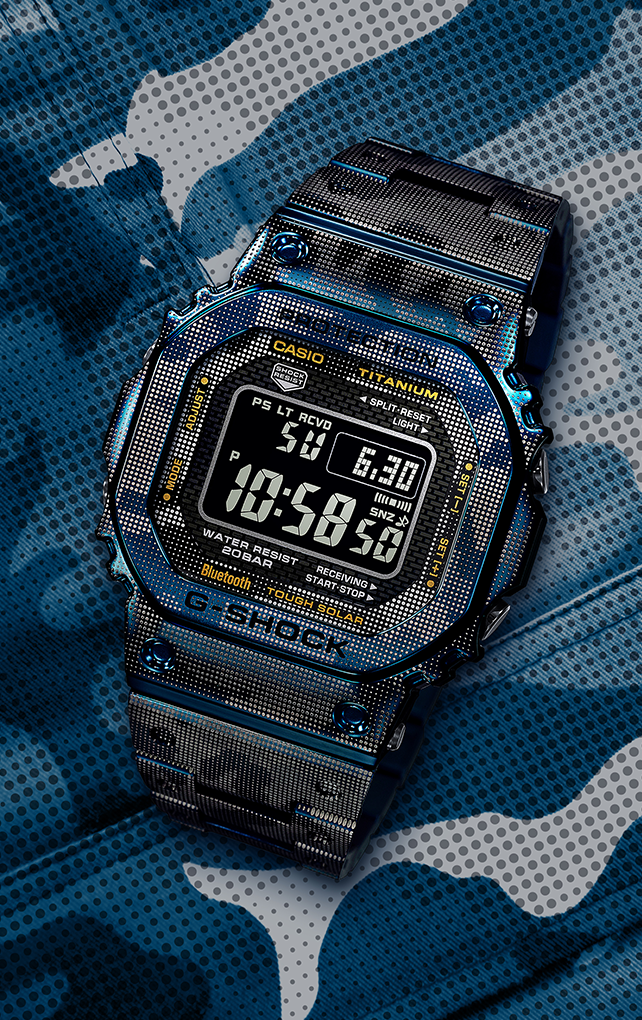 PROTECTION
CASIO TITANIUM
SHOCK
RESIST
◀ SPLIT·RESET
LIGHT ▶
ADJUST
PS LT RCVD
SU 6.30
P
SNZ
10:58 50
MODE
SET [—]
SET [+]
WATER RESIST
20BAR
RECEIVING ▶
START·STOP ▶
Bluetooth
TOUGH SOLAR
G-SHOCK